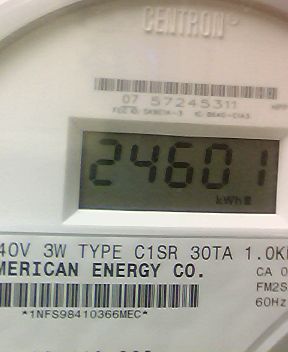 CENTRON®
07 57245311
24601
kWh
40V 3W TYPE C1SR 30TA 1.0K
MERICAN ENERGY CO.
CA 0
FM2S
60Hz
*1NFS98410366MEC*